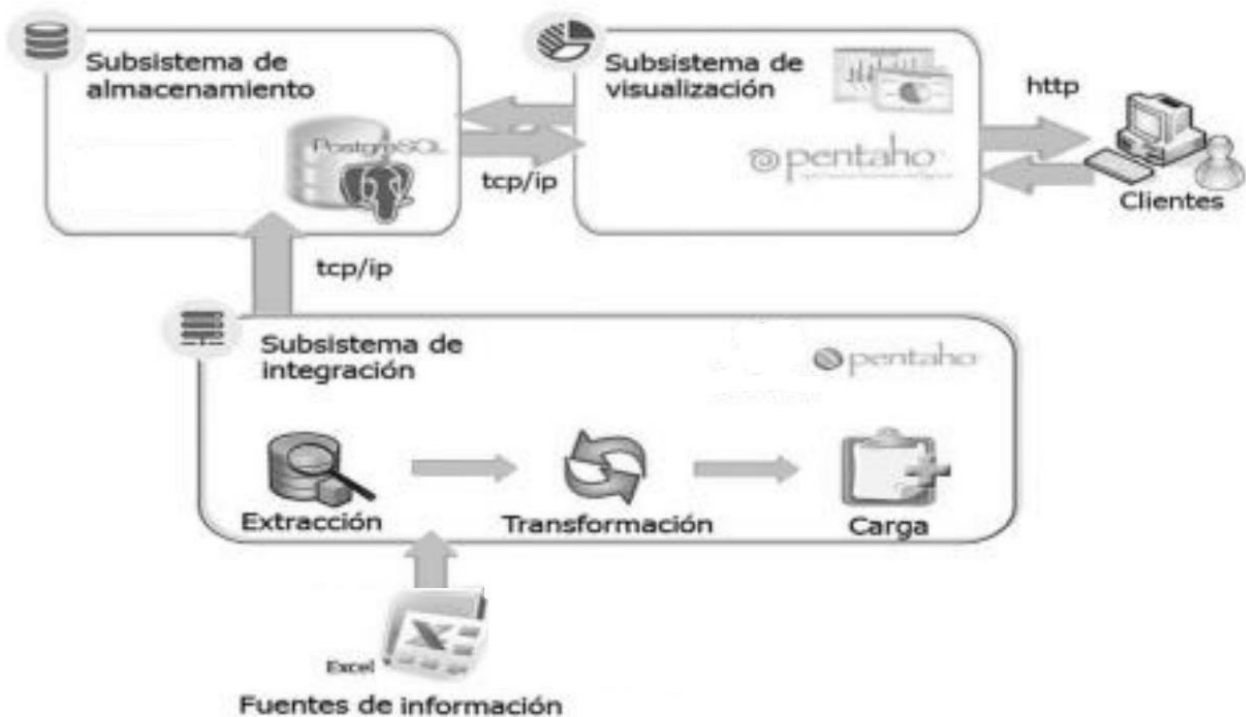 Subsistema de
almacenamiento
PostgreSQL
tcp/ip
Subsistema de
visualización
pentaho
http
Clientes
tcp/ip
Subsistema de
integración
pentaho
Extracción
Transformación
Carga
Excel
Fuentes de información